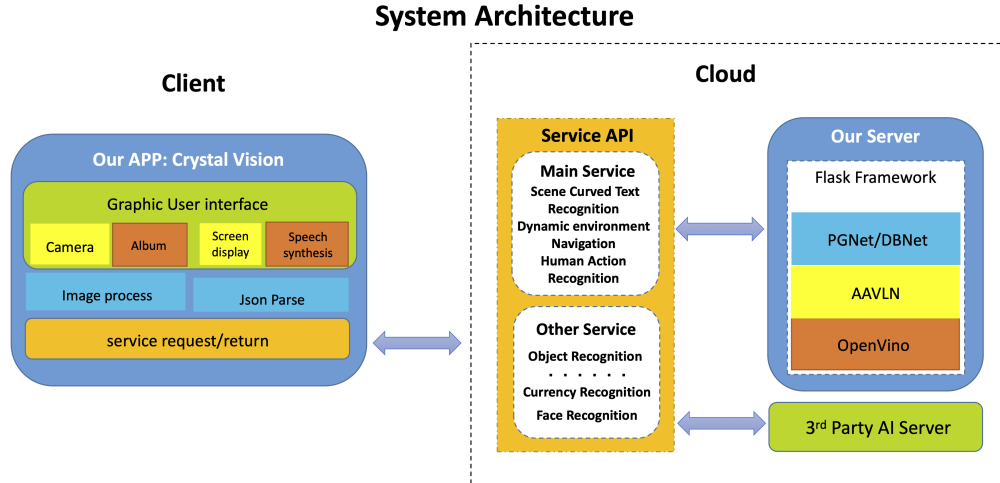 System Architecture
Client
Our APP: Crystal Vision
Graphic User interface
Camera
Album
Screen
display
Speech
synthesis
Image process
Json Parse
service request/return
Cloud
Service API
Main Service
Scene Curved Text
Recognition
Dynamic environment
Navigation
Human Action
Recognition
Other Service
Object Recognition
. . . . . .
Currency Recognition
Face Recognition
Our Server
Flask Framework
PGNet/DBNet
AAVLN
OpenVino
3rd Party AI Server